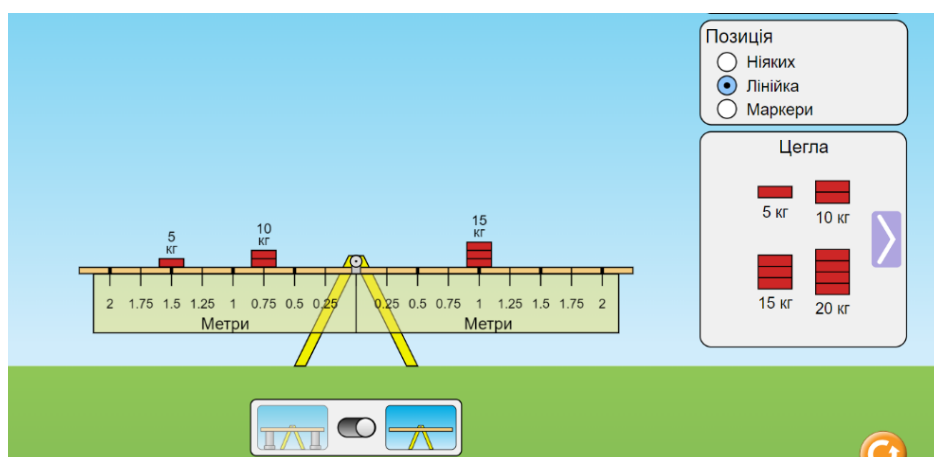 Позиція
Ніяких
Лінійка
Маркери
Цегла
5 кг
10 кг
15 кг
20 кг
5
кг
10
кг
15
кг
2 1.75 1.5 1.25 1 0.75 0.5 0.25 0.25 0.5 0.75 1 1.25 1.5 1.75 2
Метри Метри